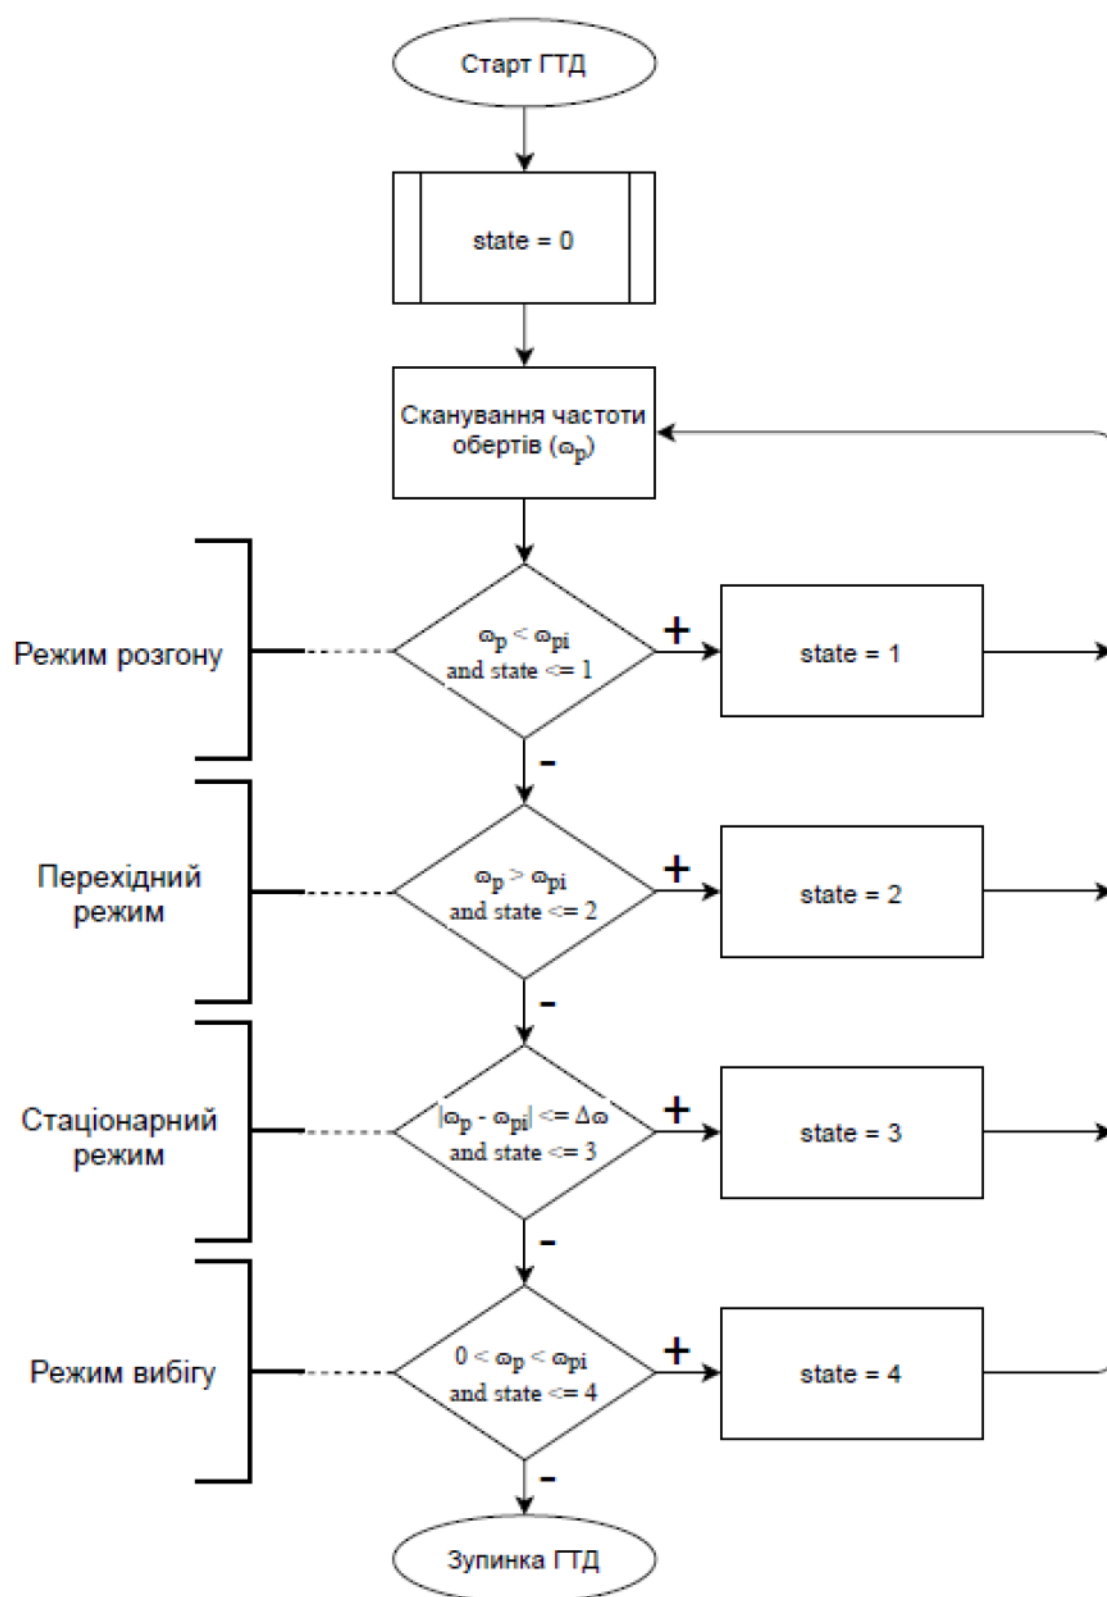 Старт ГТД
state = 0
Сканування частоти
обертів (ωp)
Режим розгону
ωp < ωpi
and state <= 1
+
state = 1
-
Перехідний
режим
ωp > ωpi
and state <= 2
+
state = 2
-
Стаціонарний
режим
|ωp - ωpi| <= Δω
and state <= 3
+
state = 3
-
Режим вибігу
0 < ωp < ωpi
and state <= 4
+
state = 4
-
Зупинка ГТД